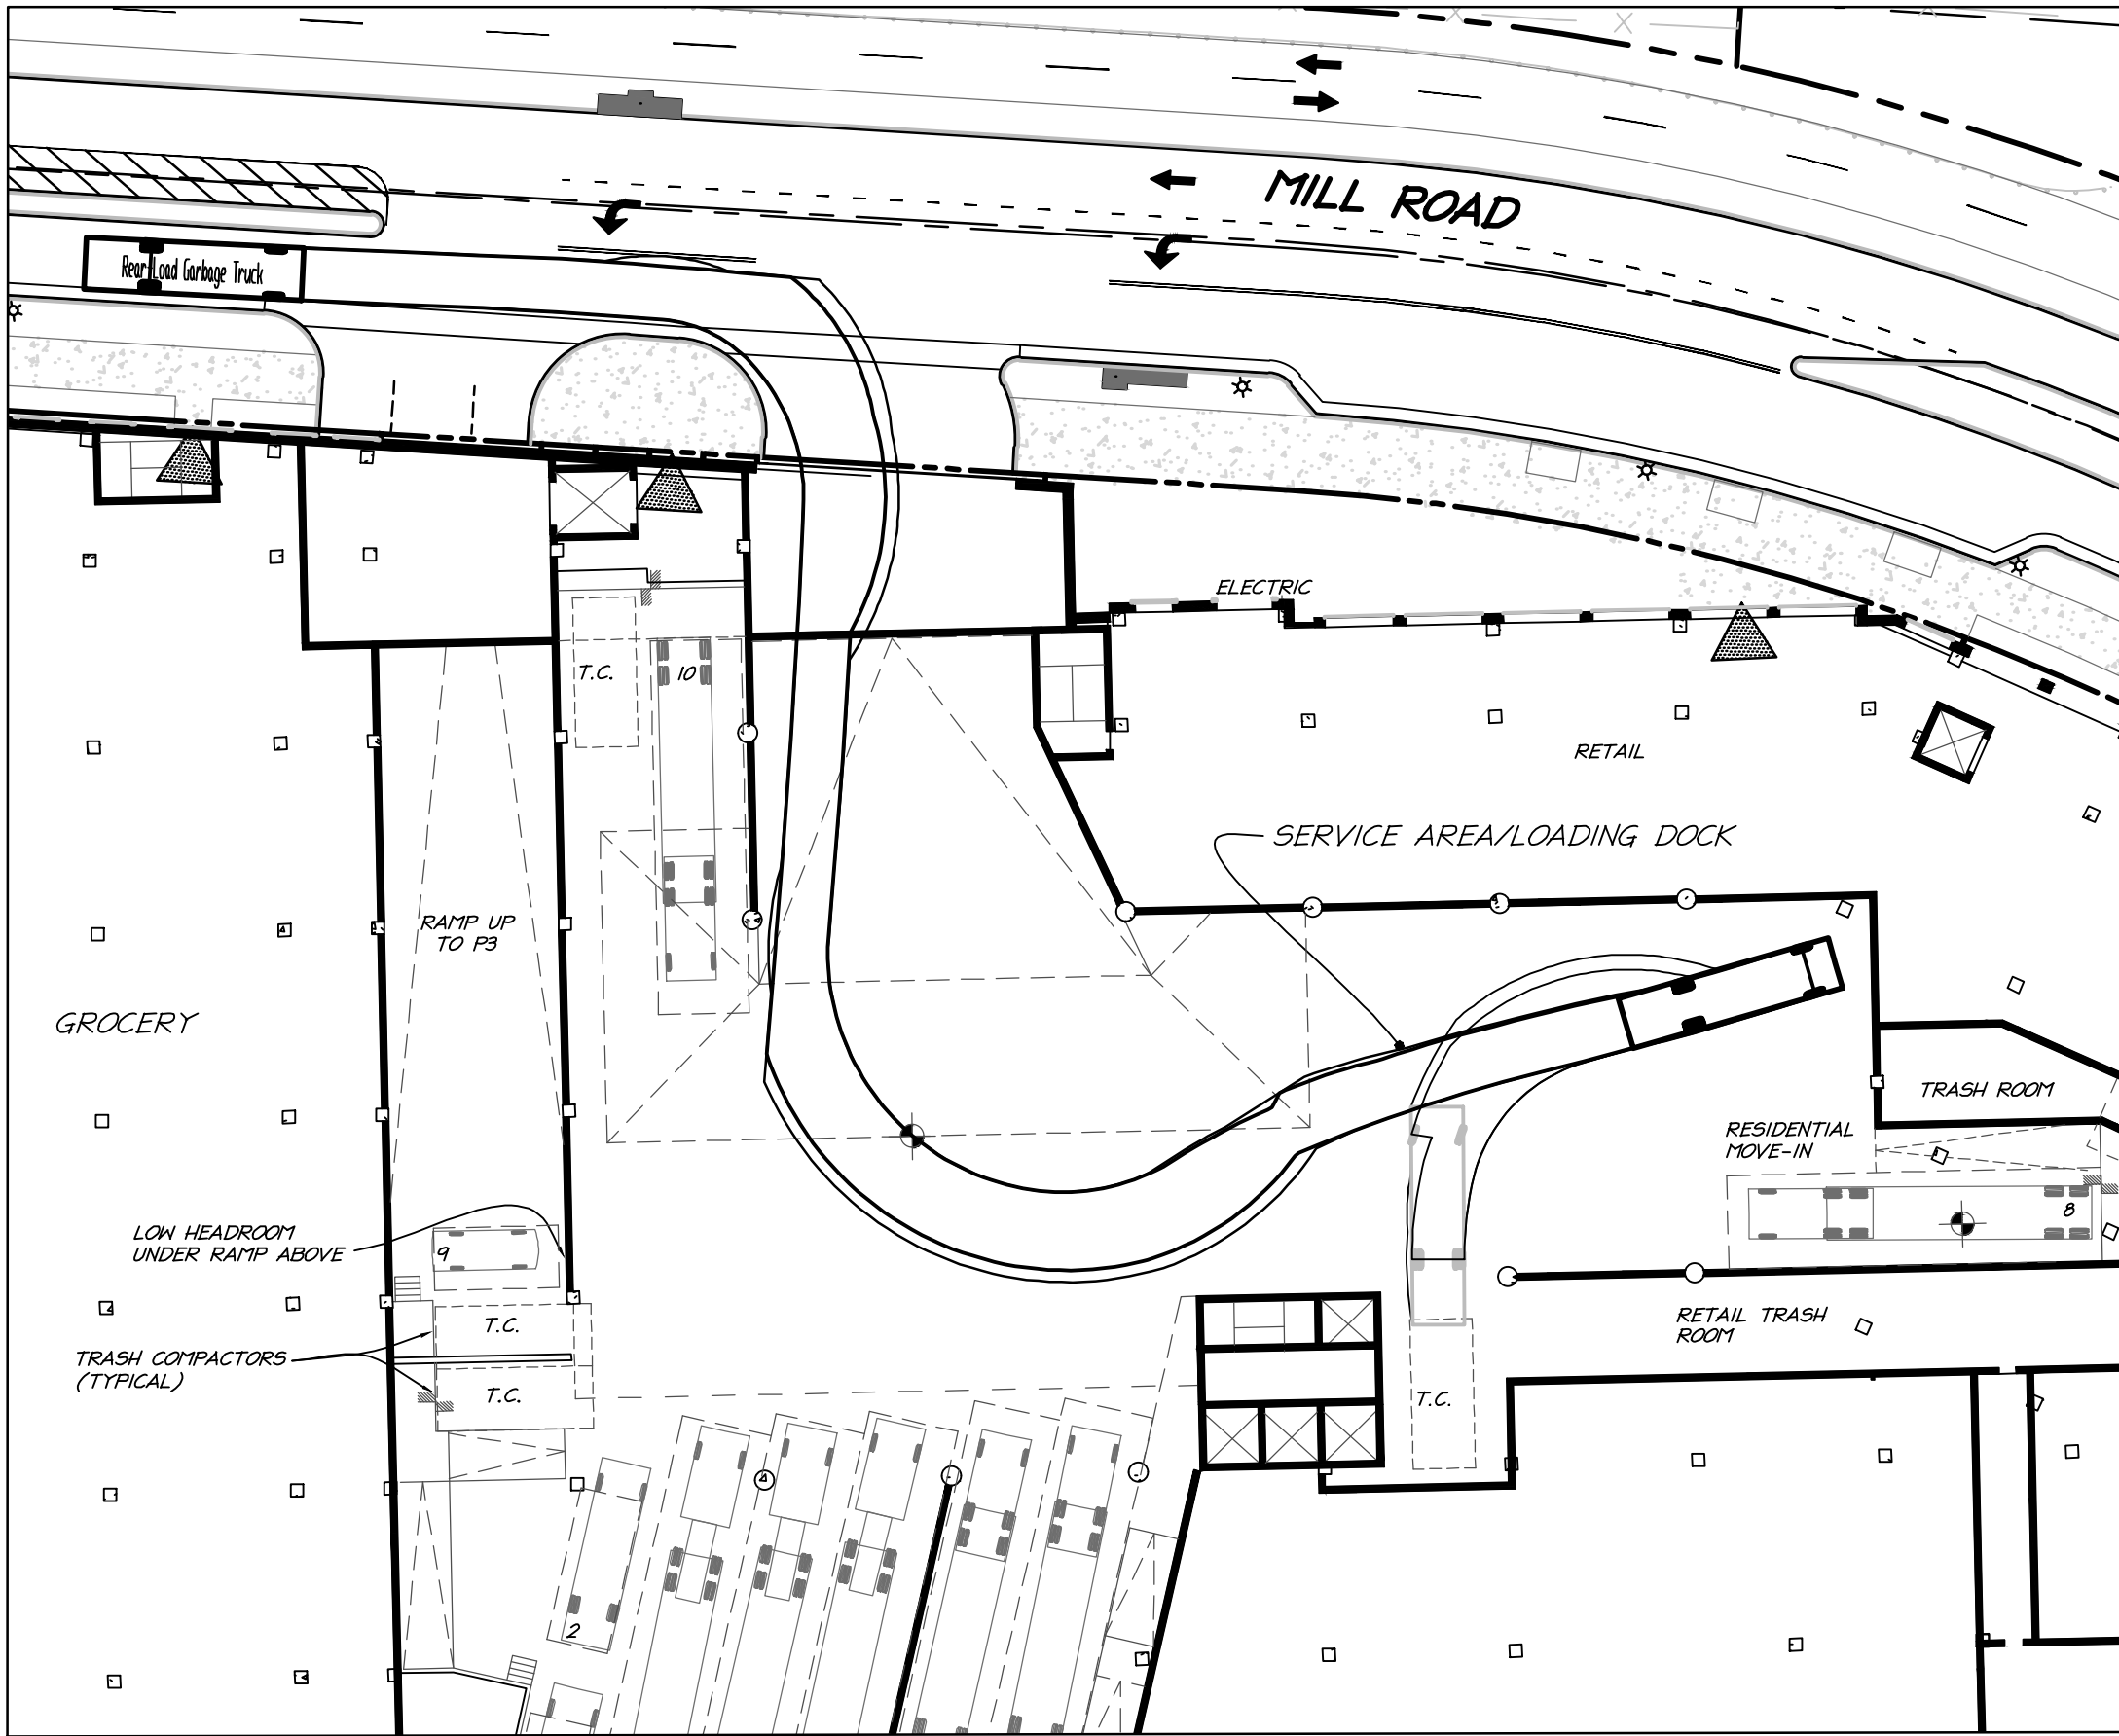 MILL ROAD
Rear-Load Garbage Truck
ELECTRIC
T.C.
10
RETAIL
SERVICE AREA/LOADING DOCK
RAMP UP
TO P3
GROCERY
TRASH ROOM
RESIDENTIAL
MOVE-IN
8
LOW HEADROOM
UNDER RAMP ABOVE
9
T.C.
RETAIL TRASH
ROOM
TRASH COMPACTORS
(TYPICAL)
T.C.
T.C.
2